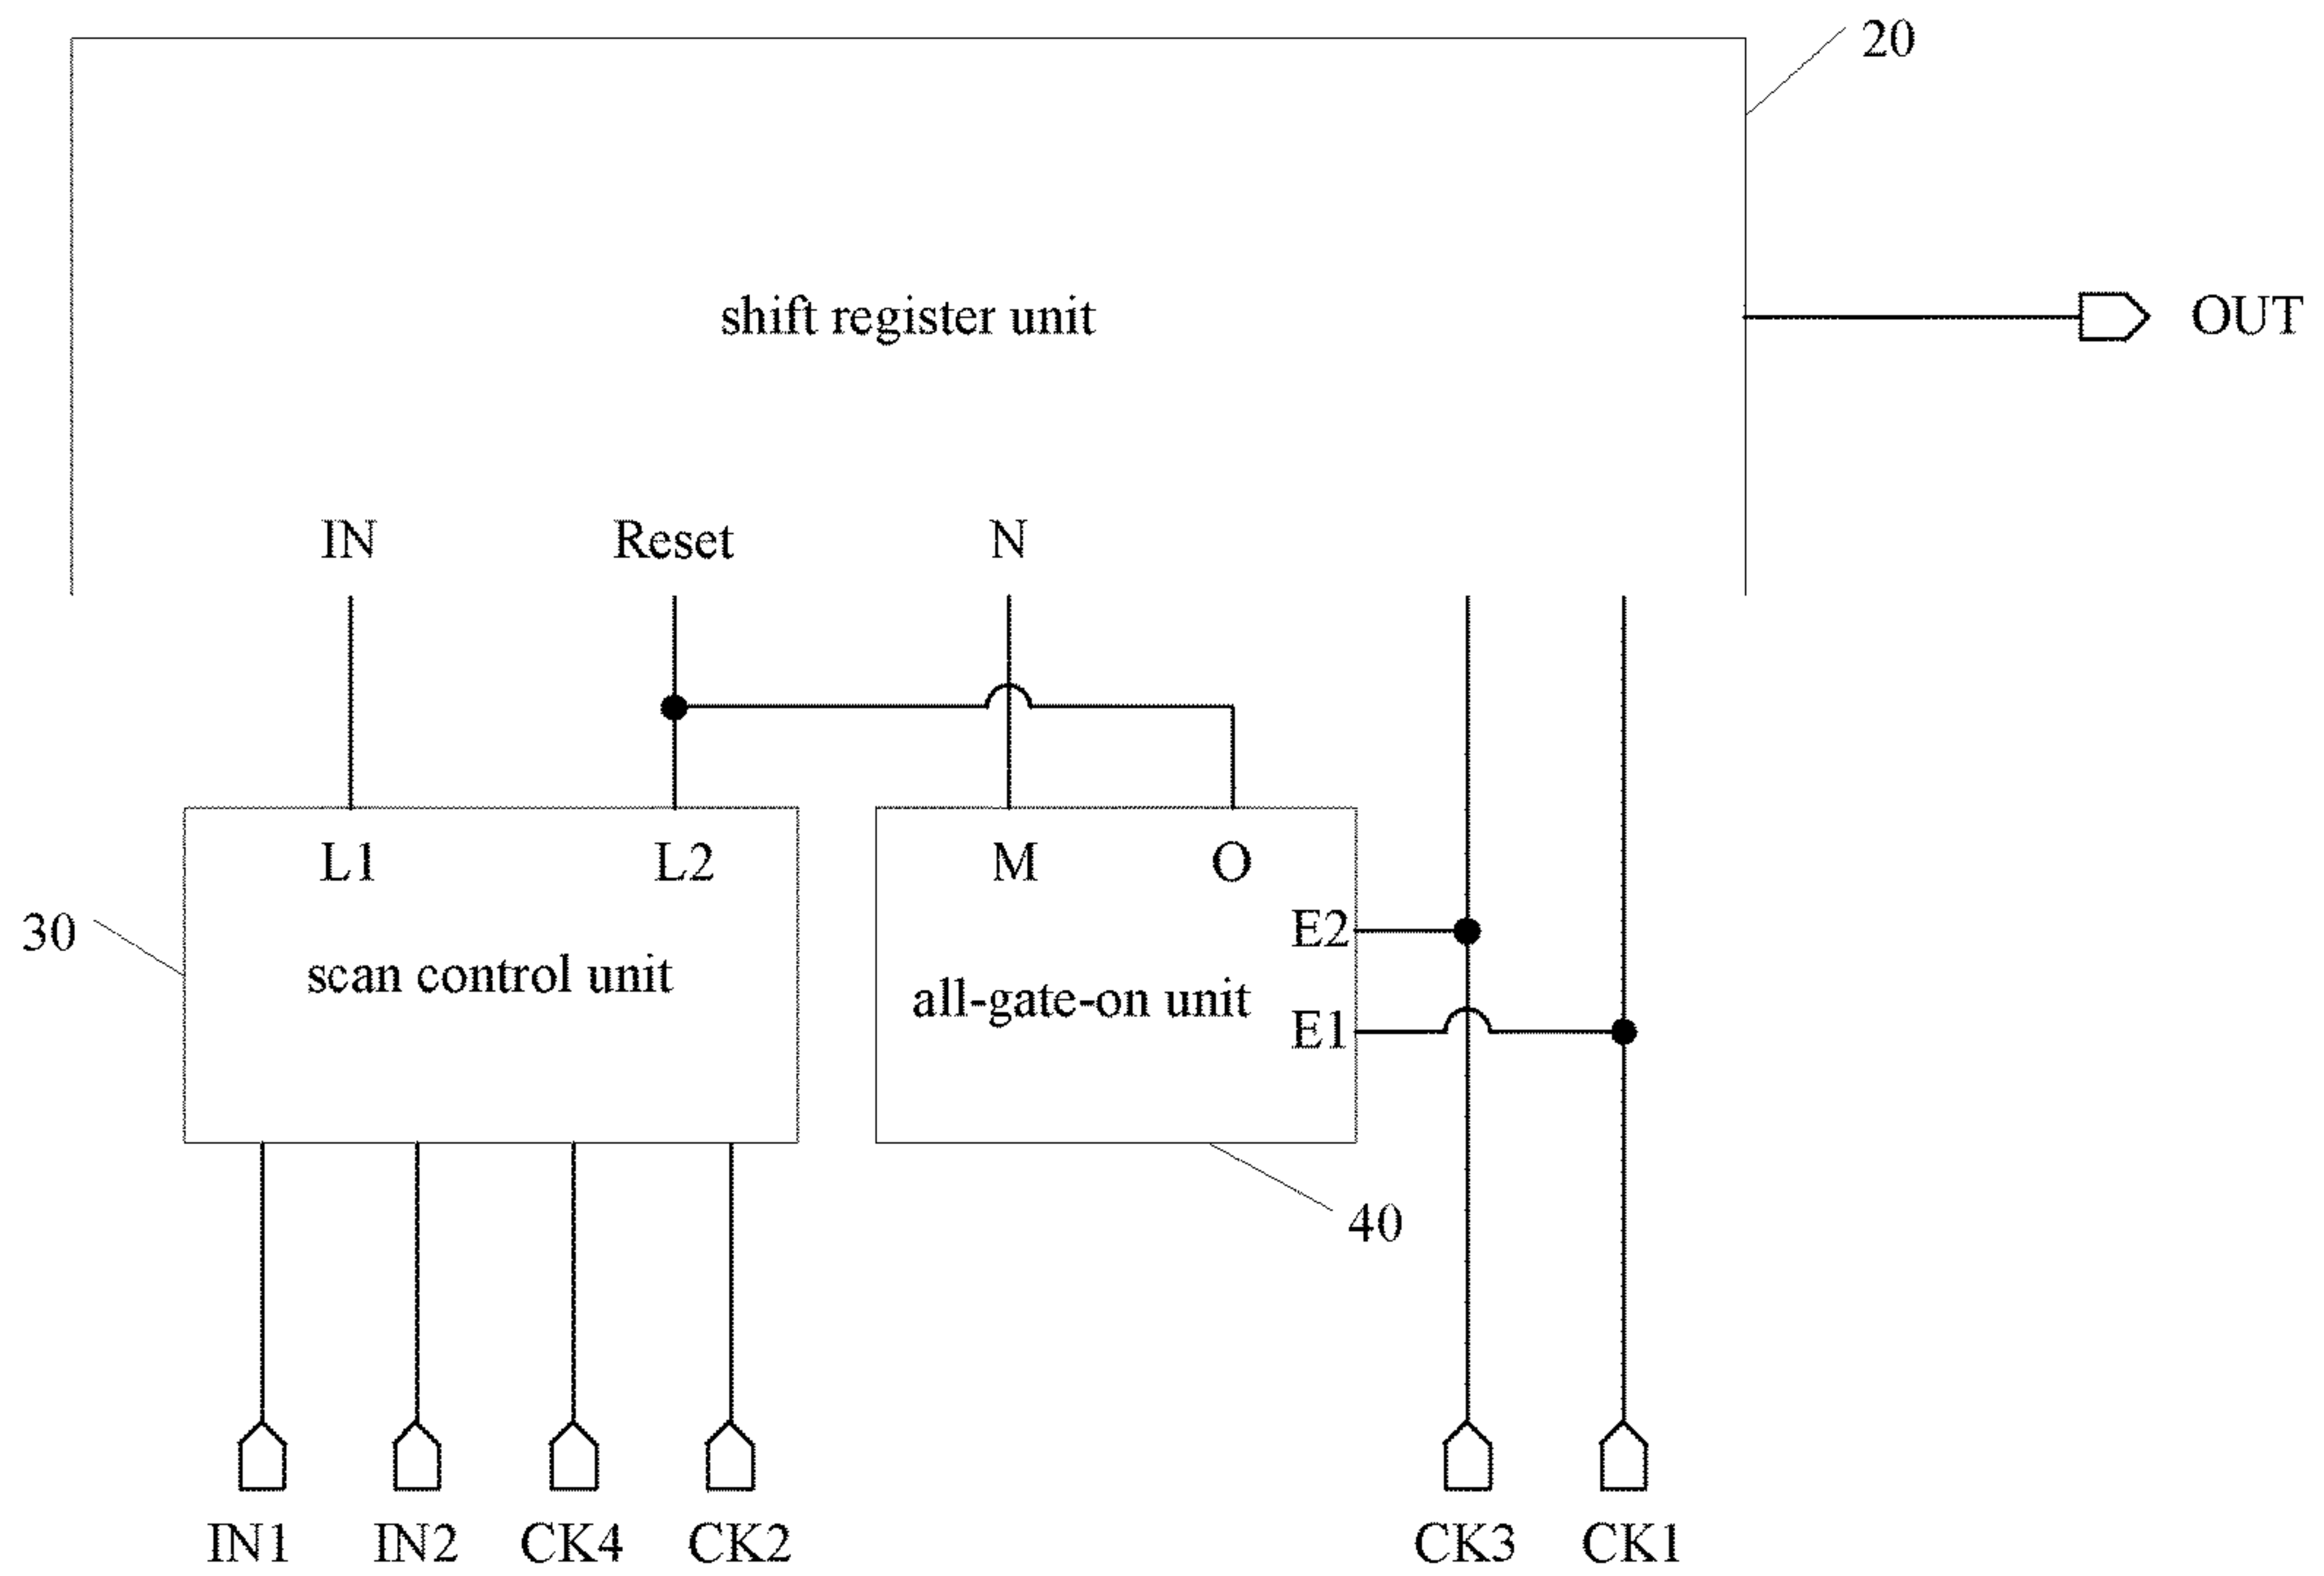 20
shift register unit
OUT
IN
Reset
N
L1
L2
M
O
30
scan control unit
E2
all-gate-on unit
E1
40
IN1
IN2
CK4
CK2
CK3
CK1